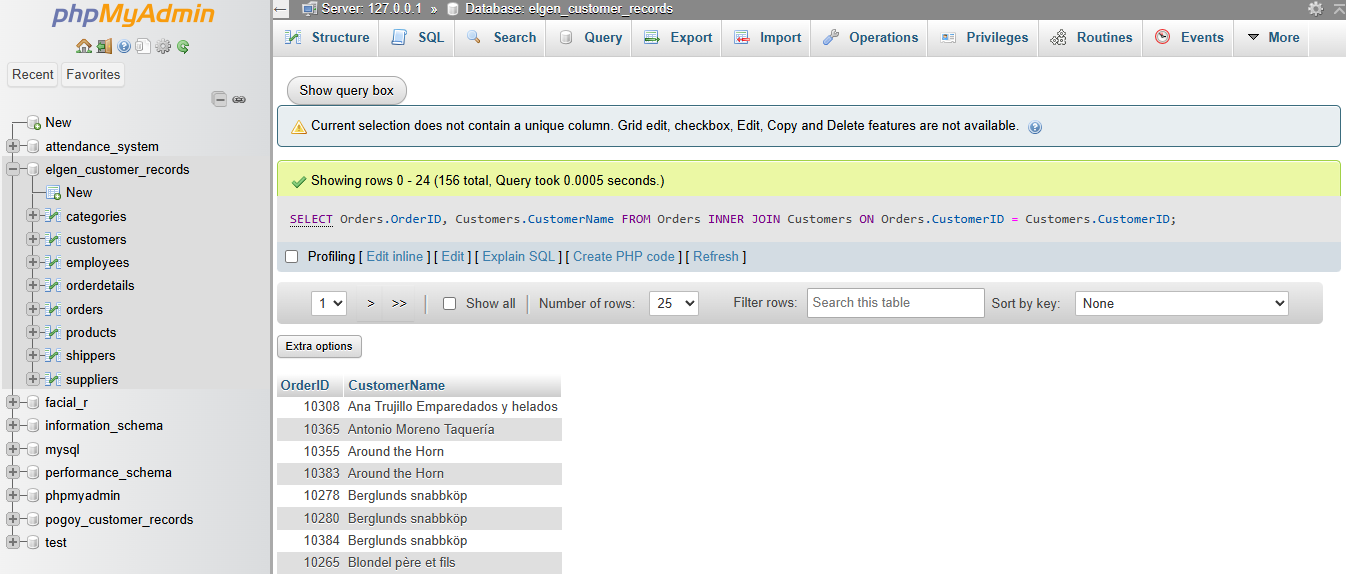 phpMyAdmin
Recent Favorites
New
attendance_system
elgen_customer_records
New
categories
customers
employees
orderdetails
orders
products
shippers
suppliers
facial_r
information_schema
mysql
performance_schema
phpmyadmin
pogoy_customer_records
test
Server: 127.0.0.1 » Database: elgen_customer_records
Structure SQL Search Query Export Import Operations Privileges Routines Events More
Show query box
Current selection does not contain a unique column. Grid edit, checkbox, Edit, Copy and Delete features are not available.
Showing rows 0 - 24 (156 total, Query took 0.0005 seconds.)
SELECT Orders.OrderID, Customers.CustomerName FROM Orders INNER JOIN Customers ON Orders.CustomerID = Customers.CustomerID;
Profiling [ Edit inline ] [ Edit ] [ Explain SQL ] [ Create PHP code ] [ Refresh ]
1 > >> Show all Number of rows: 25 Filter rows: Search this table Sort by key: None
Extra options
OrderID CustomerName
10308 Ana Trujillo Emparedados y helados
10365 Antonio Moreno Taquería
10355 Around the Horn
10383 Around the Horn
10278 Berglunds snabbköp
10280 Berglunds snabbköp
10384 Berglunds snabbköp
10265 Blondel père et fils